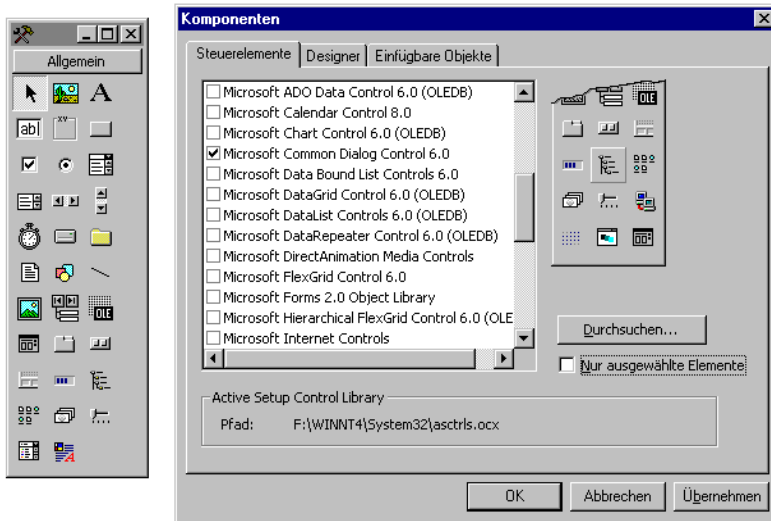 Allgemein
A
ab|
xy
OLE
Komponenten
Steuerelemente Designer Einfügbare Objekte
Microsoft ADO Data Control 6.0 (OLEDB)
Microsoft Calendar Control 8.0
Microsoft Chart Control 6.0 (OLEDB)
Microsoft Common Dialog Control 6.0
Microsoft Data Bound List Controls 6.0
Microsoft DataGrid Control 6.0 (OLEDB)
Microsoft DataList Controls 6.0 (OLEDB)
Microsoft DataRepeater Control 6.0 (OLEDB)
Microsoft DirectAnimation Media Controls
Microsoft FlexGrid Control 6.0
Microsoft Forms 2.0 Object Library
Microsoft Hierarchical FlexGrid Control 6.0 (OLE
Microsoft Internet Controls
OLE
Durchsuchen...
Nur ausgewählte Elemente
Active Setup Control Library
Pfad: F:\WINNT4\System32\asctrls.ocx
OK Abbrechen Übernehmen